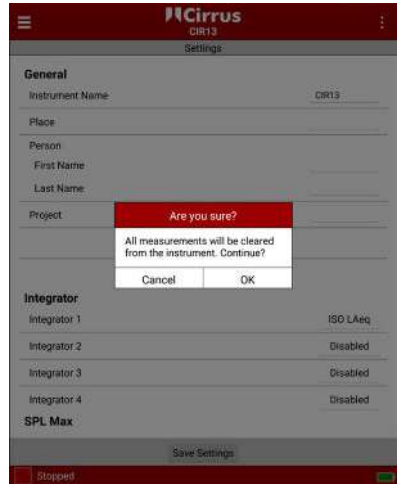 Cirrus
CIR13
Settings
General
Instrument Name CIR13
Place
Person
First Name
Last Name
Project
Are you sure?
All measurements will be cleared
from the instrument. Continue?
Cancel OK
Integrator
Integrator 1 ISO LAeq
Integrator 2 Disabled
Integrator 3 Disabled
Integrator 4 Disabled
SPL Max
Save Settings
Stopped